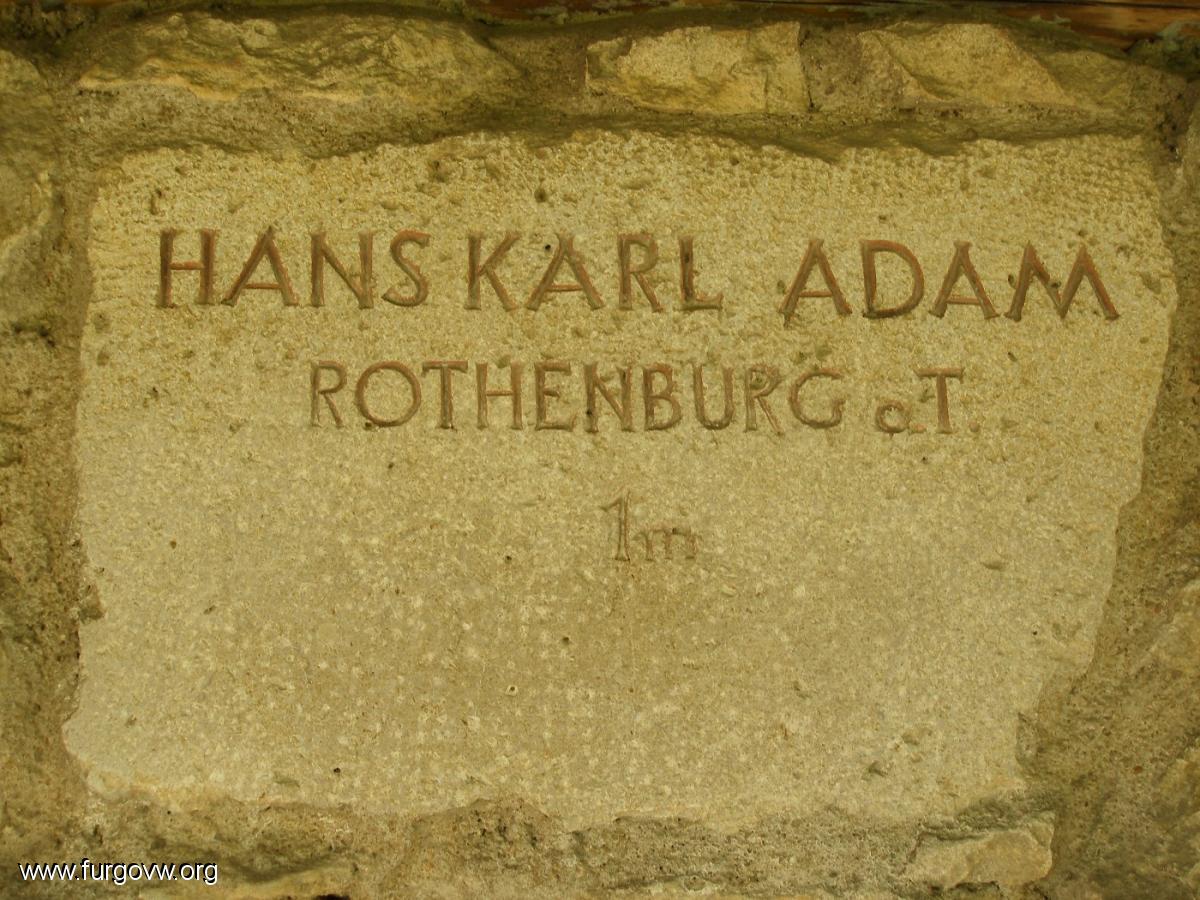 HANS KARL ADAM
ROTHENBURG o.T.
1m
www.furgovw.org